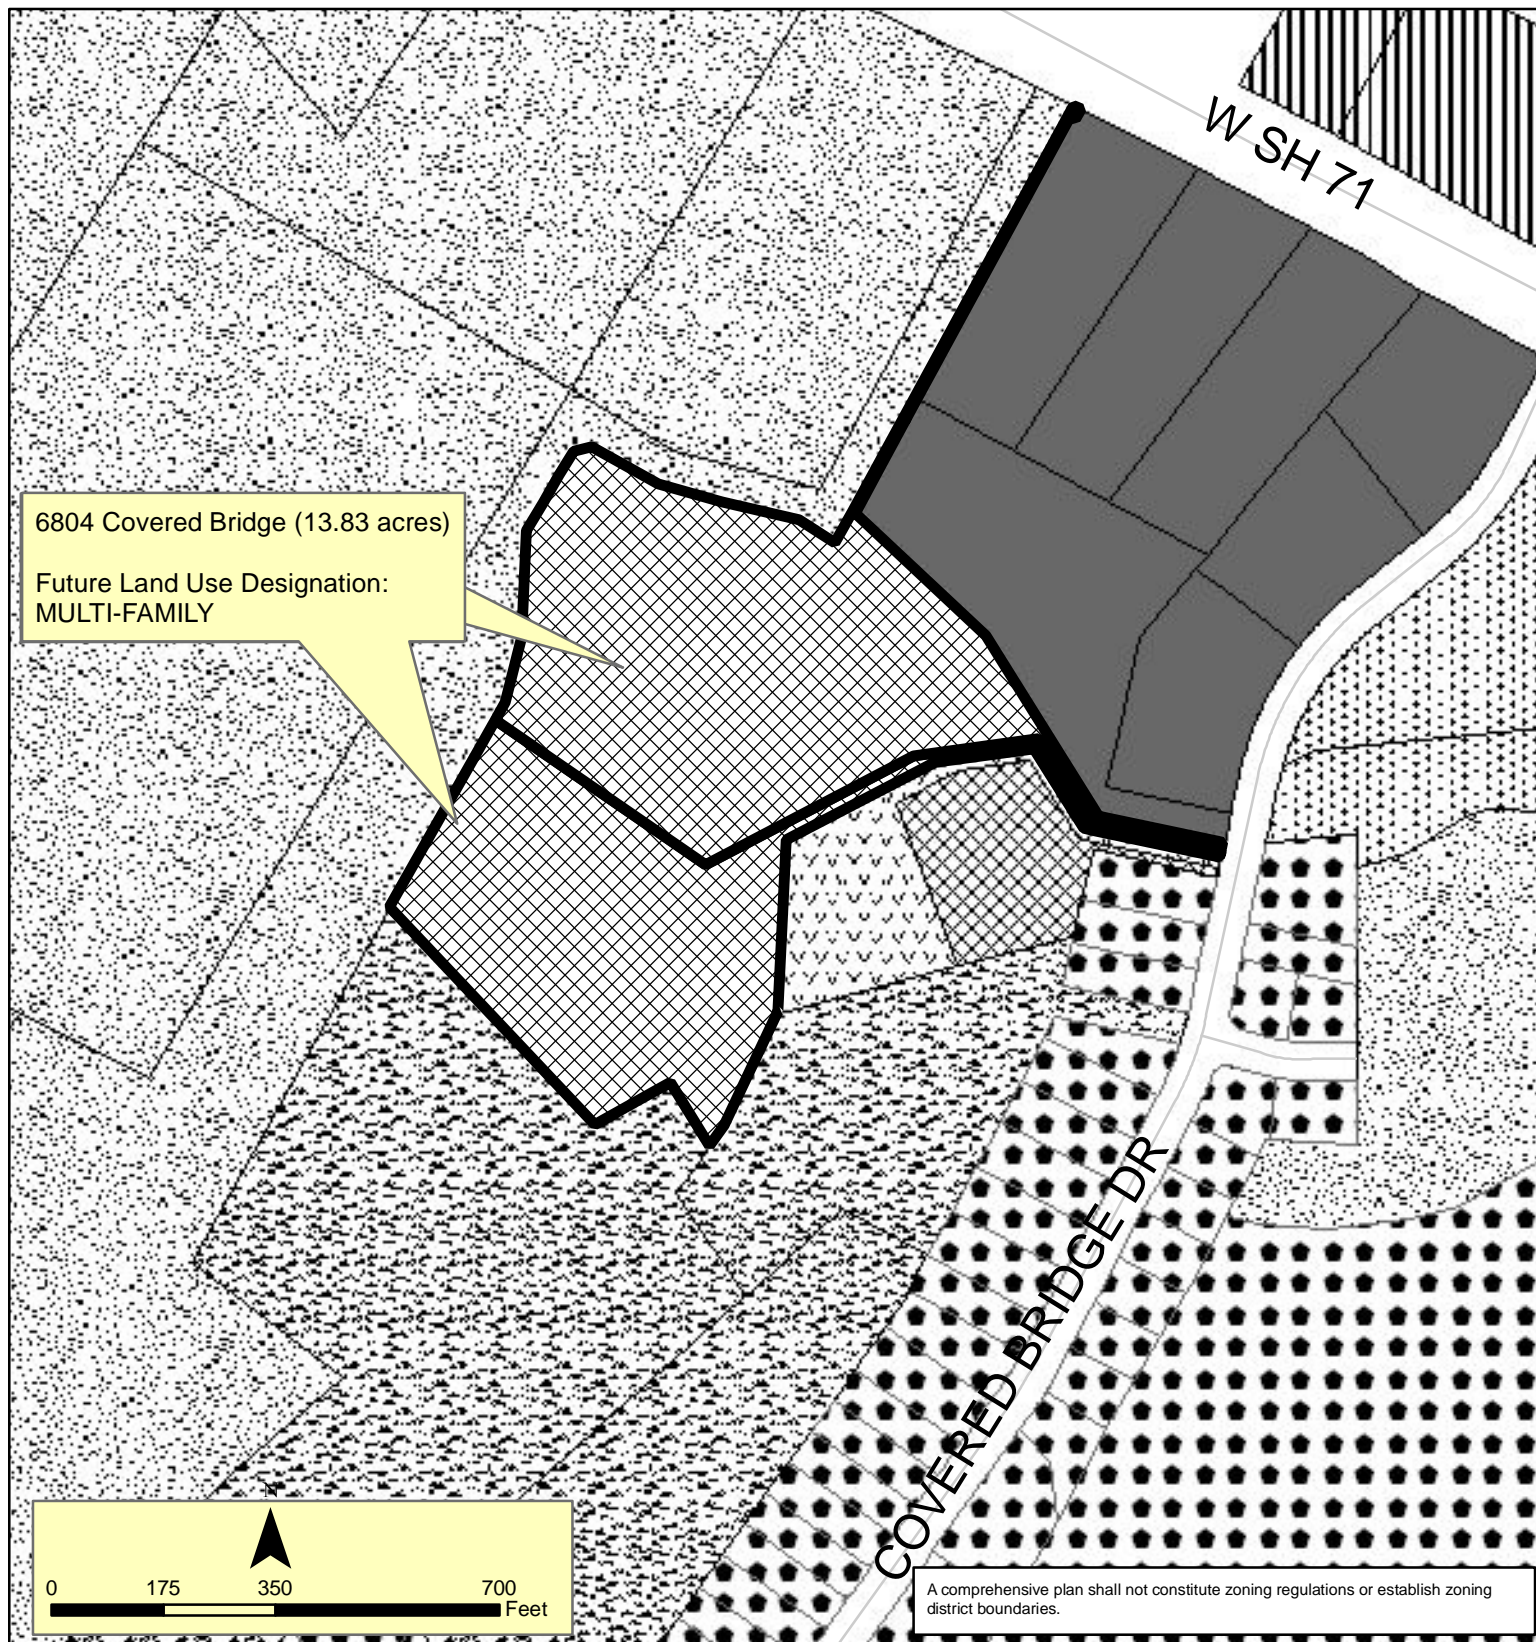 W SH 71
6804 Covered Bridge (13.83 acres)
Future Land Use Designation:
MULTI-FAMILY
COVERED BRIDGE DR
N
0 175 350 700
Feet
A comprehensive plan shall not constitute zoning regulations or establish zoning
district boundaries.